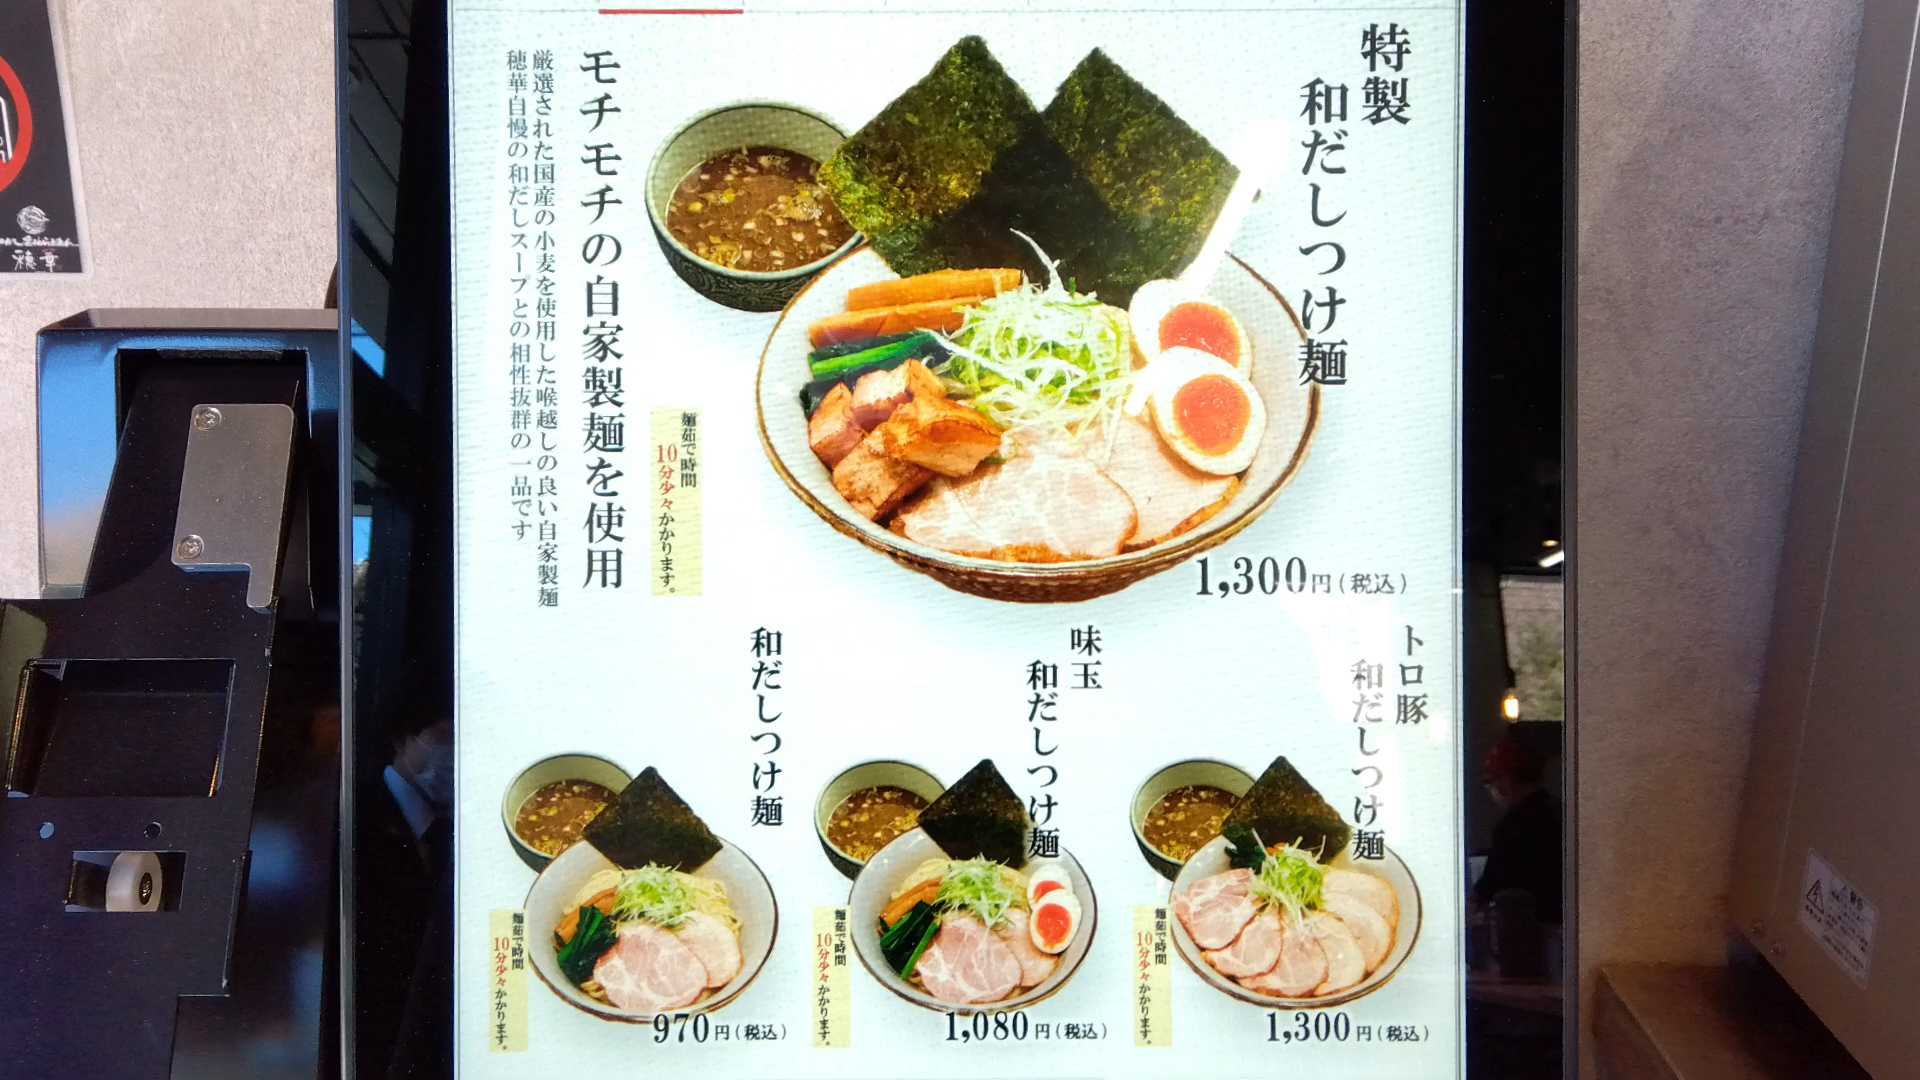 特製
和だしつけ麺
1,300円(税込)
モチモチの自家製麺を使用
厳選された国産の小麦を使用した喉越しの良い自家製麺
穂華自慢の和だしスープとの相性抜群の一品です
麺茹で時間
10分少々かかります。
トロ豚
和だしつけ麺
1,300円(税込)
麺茹で時間
10分少々かかります。
味玉
和だしつけ麺
1,080円(税込)
麺茹で時間
10分少々かかります。
和だしつけ麺
970円(税込)
麺茹で時間
10分少々かかります。
穂華